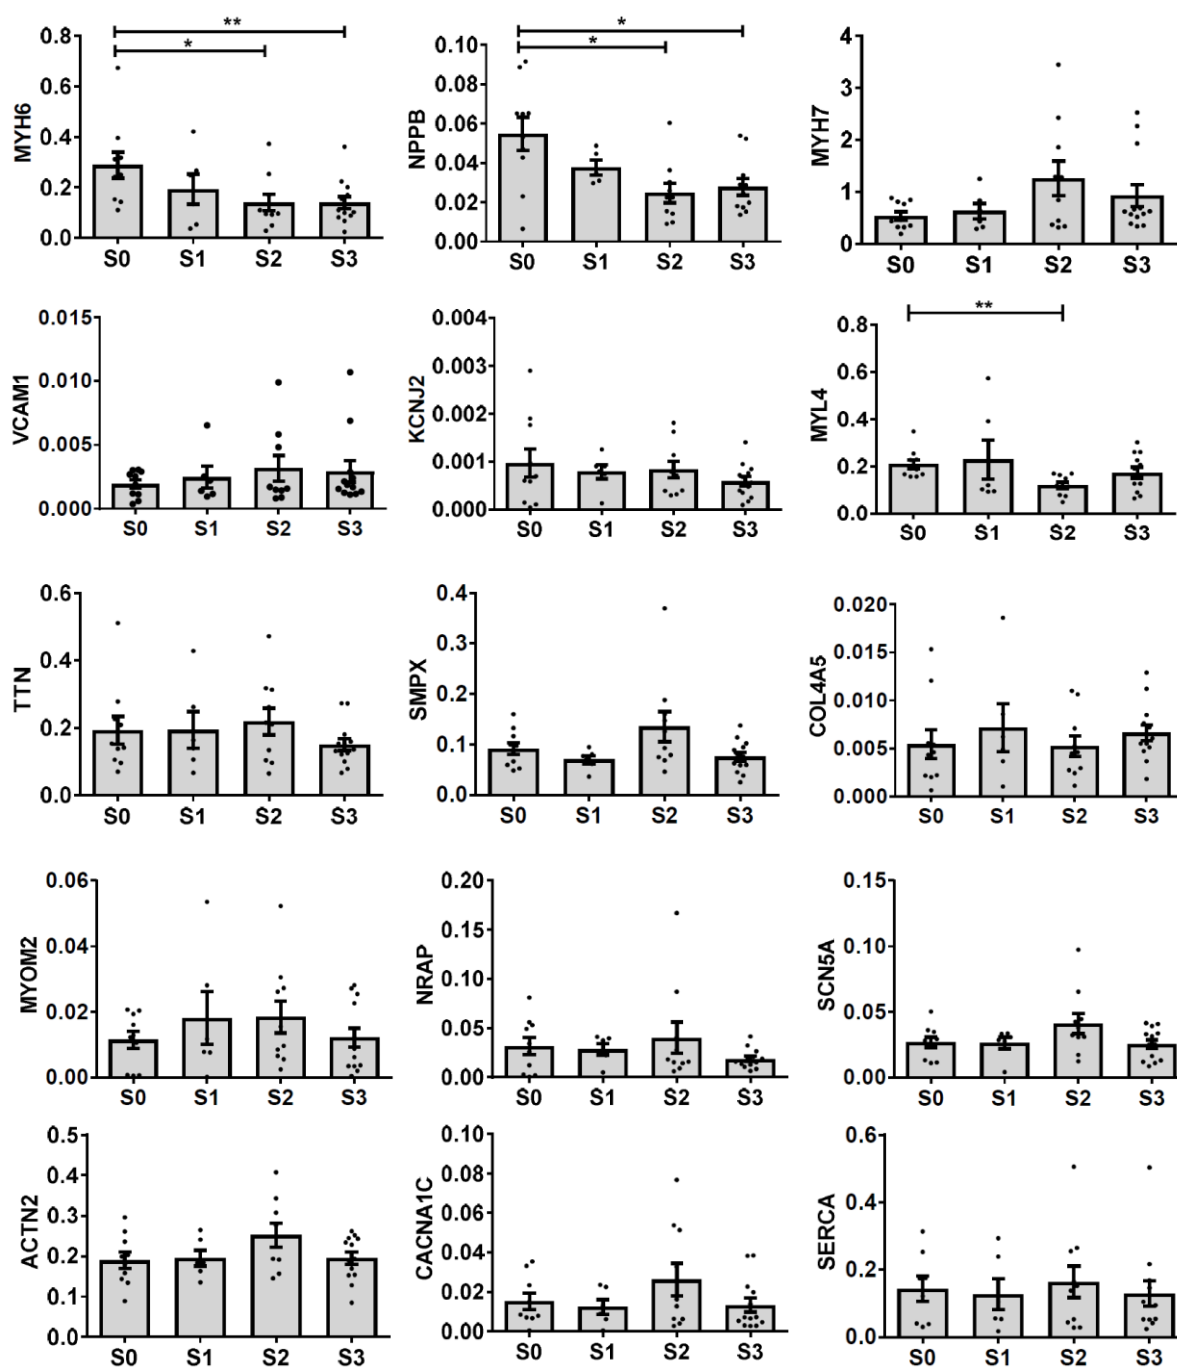 **
*
0.8
0.6
0.4
0.2
0.0
MYH6
S0 S1 S2 S3
*
*
0.10
0.08
0.06
0.04
0.02
0.00
NPPB
S0 S1 S2 S3
4
3
2
1
0
MYH7
S0 S1 S2 S3
0.015
0.010
0.005
0.000
VCAM1
S0 S1 S2 S3
0.004
0.003
0.002
0.001
0.000
KCNJ2
S0 S1 S2 S3
**
0.8
0.6
0.4
0.2
0.0
MYL4
S0 S1 S2 S3
0.6
0.4
0.2
0.0
TTN
S0 S1 S2 S3
0.4
0.3
0.2
0.1
0.0
SMPX
S0 S1 S2 S3
0.020
0.015
0.010
0.005
0.000
COL4A5
S0 S1 S2 S3
0.06
0.04
0.02
0.00
MYOM2
S0 S1 S2 S3
0.20
0.15
0.10
0.05
0.00
NRAP
S0 S1 S2 S3
0.15
0.10
0.05
0.00
SCN5A
S0 S1 S2 S3
0.5
0.4
0.3
0.2
0.1
0.0
ACTN2
S0 S1 S2 S3
0.10
0.08
0.06
0.04
0.02
0.00
CACNA1C
S0 S1 S2 S3
0.6
0.4
0.2
0.0
SERCA
S0 S1 S2 S3